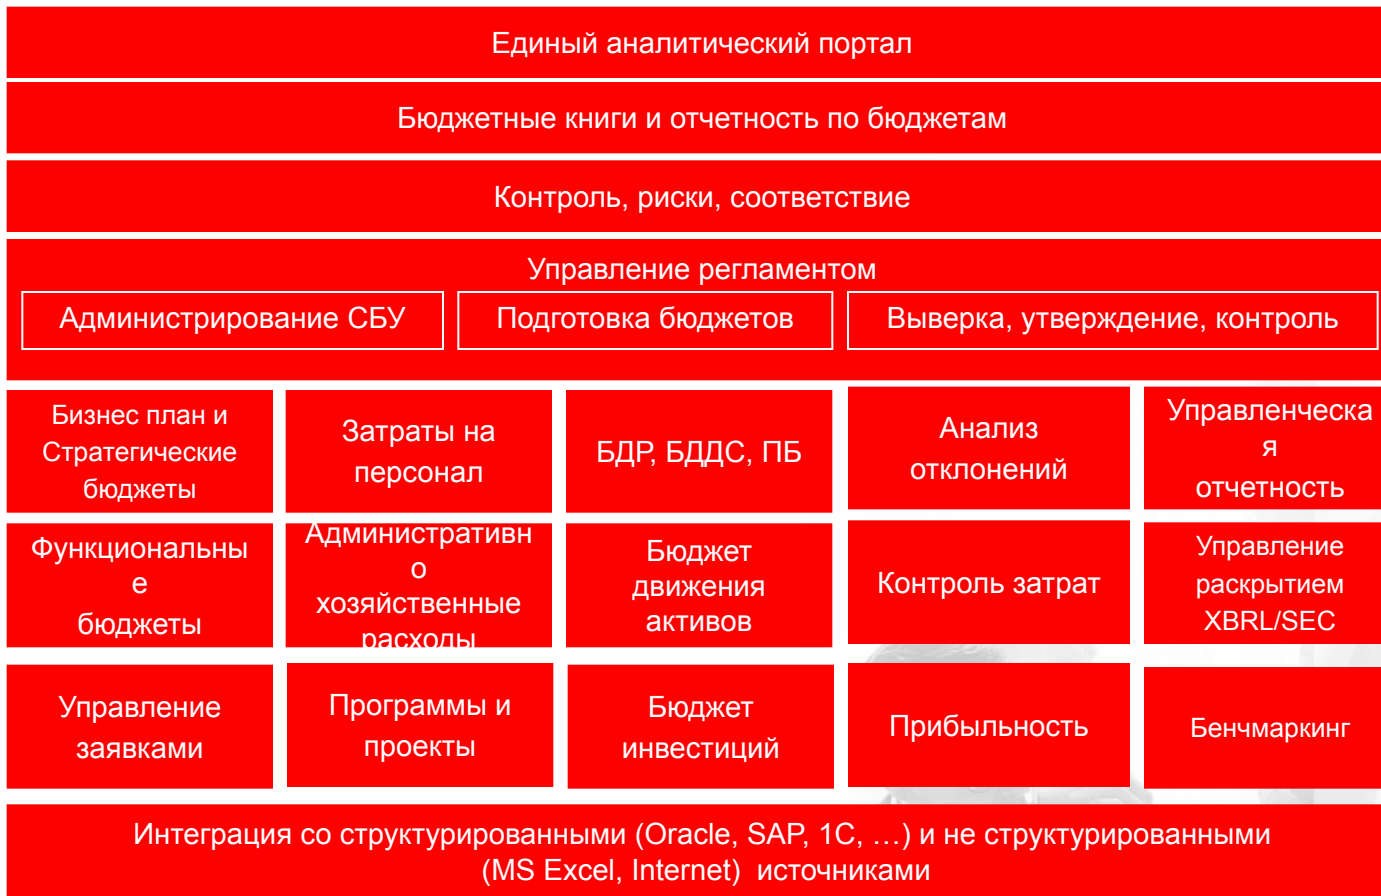 Единый аналитический портал
Бюджетные книги и отчетность по бюджетам
Контроль, риски, соответствие
Управление регламентом
Администрирование СБУ
Подготовка бюджетов
Выверка, утверждение, контроль
Бизнес план и
Стратегические
бюджеты
Затраты на
персонал
БДР, БДДС, ПБ
Анализ
отклонений
Управленческа
я
отчетность
Функциональны
е
бюджеты
Административн
о
хозяйственные
расходы
Бюджет
движения
активов
Контроль затрат
Управление
раскрытием
XBRL/SEC
Управление
заявками
Программы и
проекты
Бюджет
инвестиций
Прибыльность
Бенчмаркинг
Интеграция со структурированными (Oracle, SAP, 1С, …) и не структурированными
(MS Excel, Internet) источниками